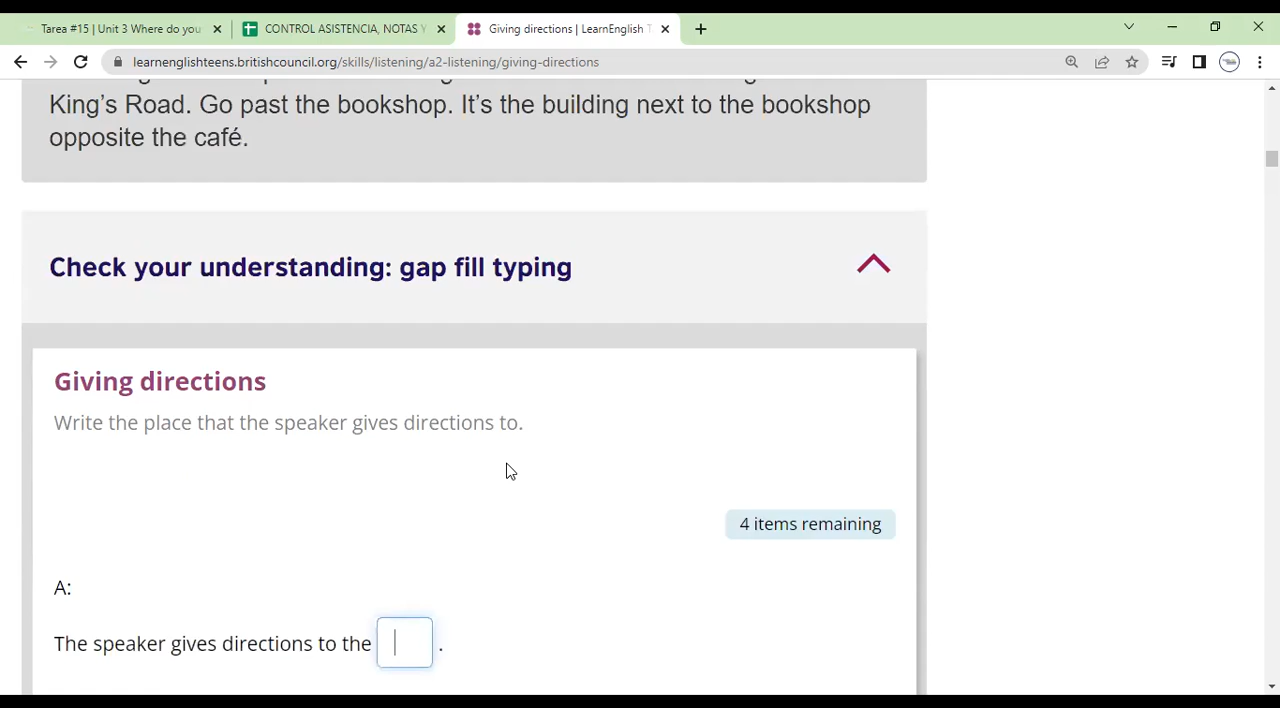 Tarea #15 | Unit 3 Where do you
CONTROL ASISTENCIA, NOTAS Y
Giving directions | LearnEnglish T
learnenglishteens.britishcouncil.org/skills/listening/a2-listening/giving-directions
King's Road. Go past the bookshop. It's the building next to the bookshop
opposite the café.
Check your understanding: gap fill typing
Giving directions
Write the place that the speaker gives directions to.
4 items remaining
A:
The speaker gives directions to the .